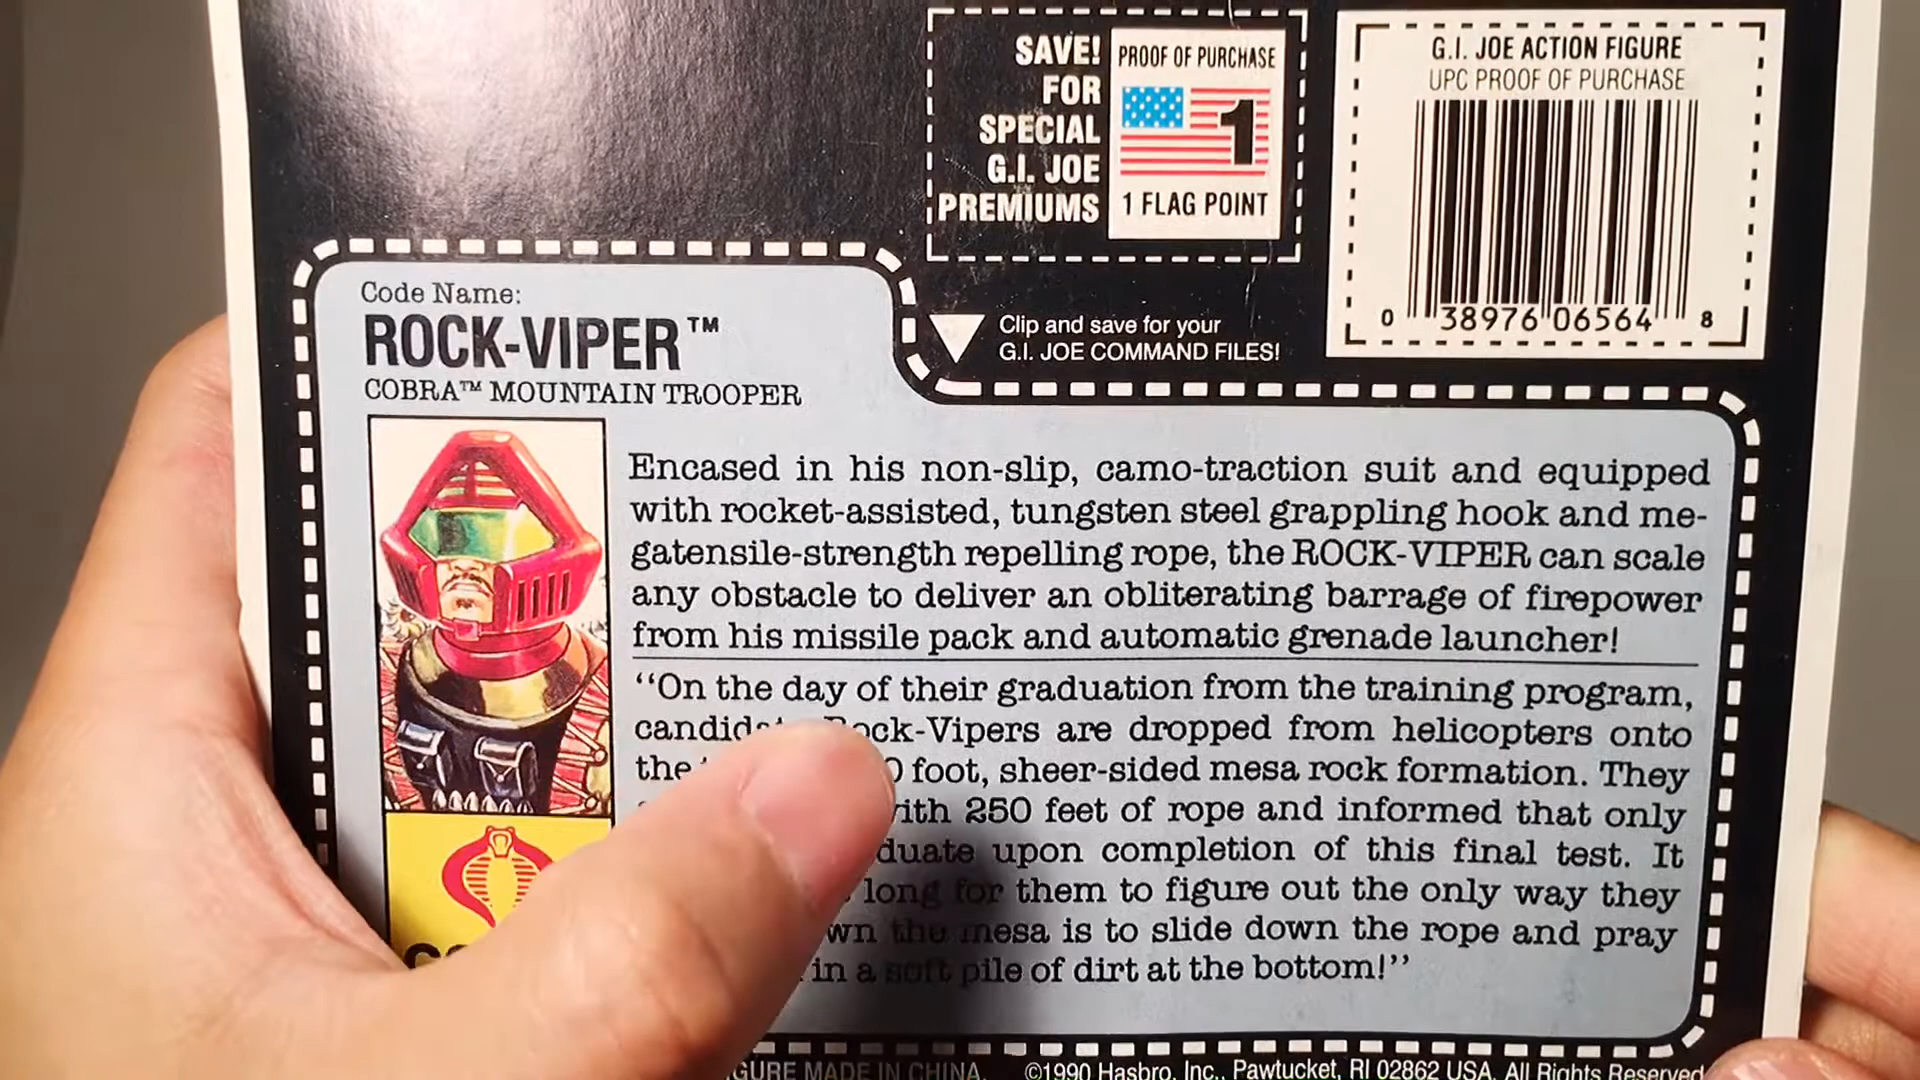 SAVE!
FOR
SPECIAL
G.I. JOE
PREMIUMS
PROOF OF PURCHASE
1
1 FLAG POINT
G.I. JOE ACTION FIGURE
UPC PROOF OF PURCHASE
0 38976 06564 8
Clip and save for your
G.I. JOE COMMAND FILES!
Code Name:
ROCK-VIPER™
COBRA™ MOUNTAIN TROOPER
Encased in his non-slip, camo-traction suit and equipped
with rocket-assisted, tungsten steel grappling hook and me-
gatensile-strength repelling rope, the ROCK-VIPER can scale
any obstacle to deliver an obliterating barrage of firepower
from his missile pack and automatic grenade launcher!
“On the day of their graduation from the training program,
Rock-Vipers are dropped from helicopters onto
the foot, sheer-sided mesa rock formation. They
with 250 feet of rope and informed that only
upon completion of this final test. It
long for them to figure out the only way they
the mesa is to slide down the rope and pray
in a soft pile of dirt at the bottom!”
MADE IN CHINA. ©1990 Hasbro, Inc., Pawtucket, RI 02862 USA. All Rights Reserved